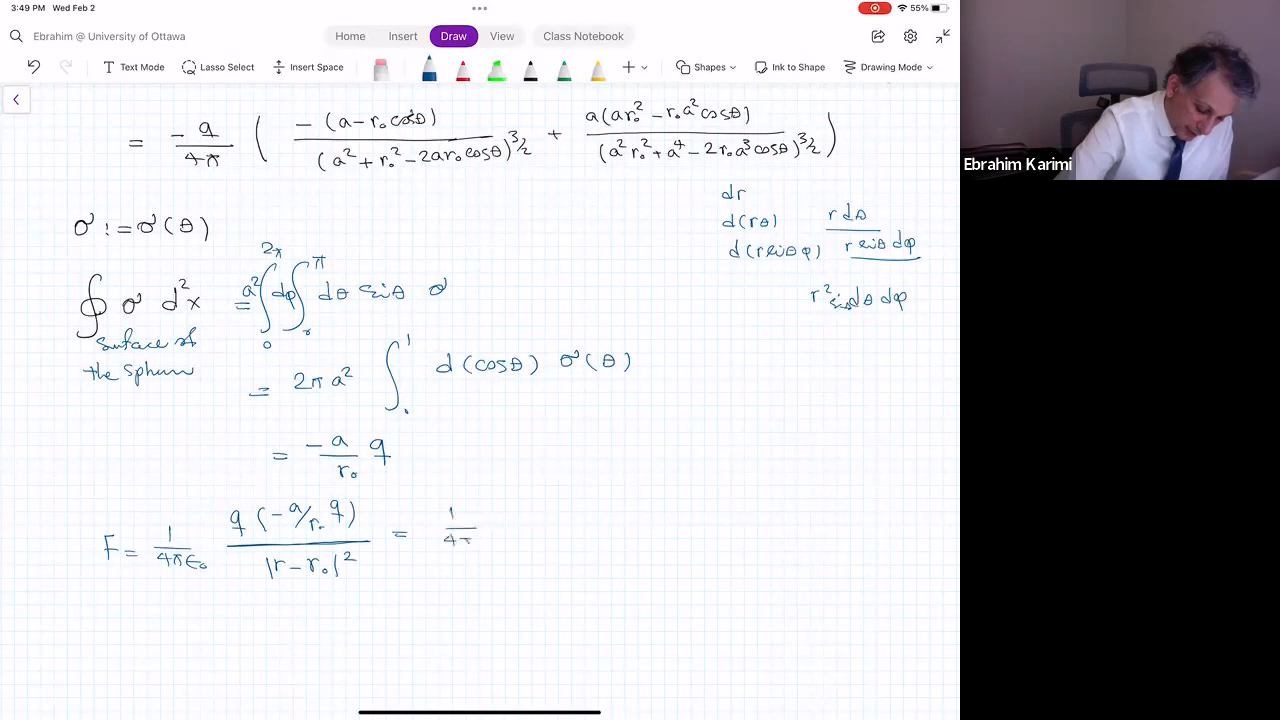 3:49 PM Wed Feb 2
55%
Ebrahim @ University of Ottawa
Home Insert Draw View Class Notebook
Text Mode Lasso Select Insert Space Shapes Ink to Shape Drawing Mode
= -q/4π ( -(a-r₀cosθ)/(a²+r₀²-2ar₀cosθ)^3/2 + a(ar₀²-r₀a²cosθ)/(a²r₀²+a⁴-2r₀a³cosθ)^3/2 )
dr
d(rθ) rdθ
d(r sinθ φ) r sinθ dφ
r² sinθ dθ dφ
σ := σ(θ)
∮ σ d²x = a² ∫₀^2π dφ ∫₀^π dθ sinθ σ
Surface of
the sphere
= 2πa² ∫₀^1 d(cosθ) σ(θ)
= -a/r₀ q
F = 1/4πϵ₀ q(-a/r₀ q)/|r-r₀|² = 1/4π
Ebrahim Karimi